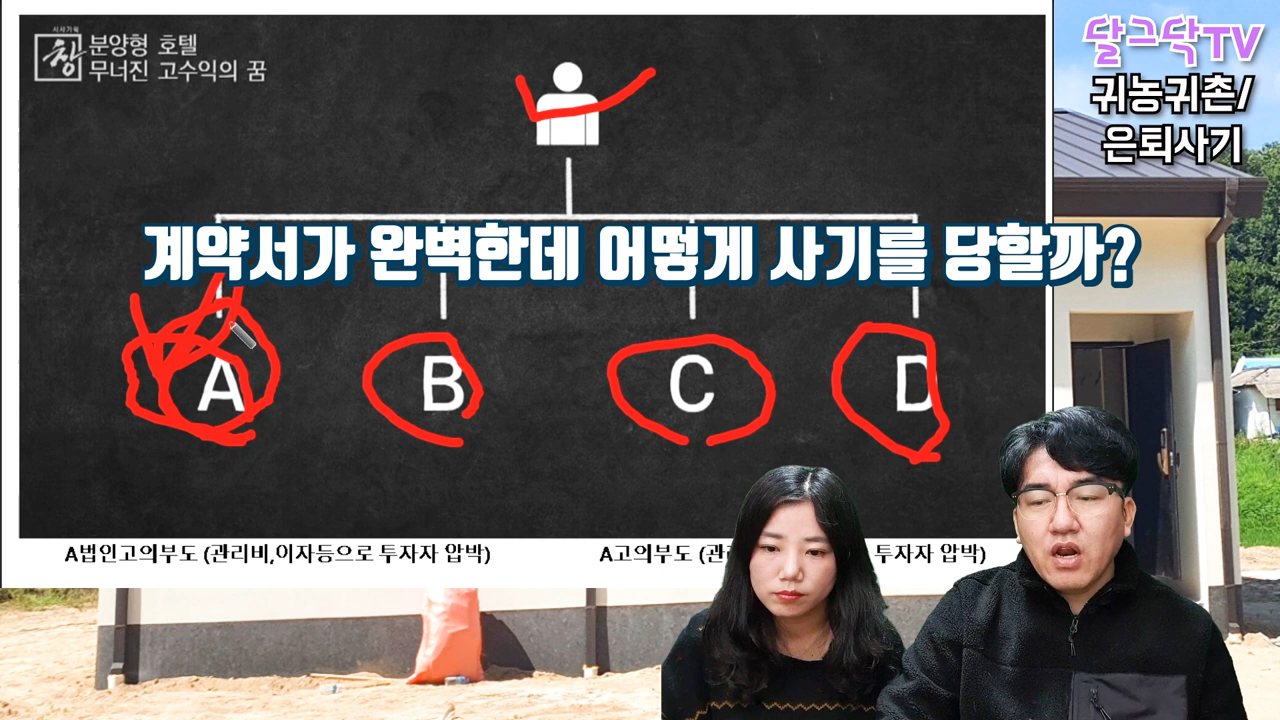 시사기획
창
분양형 호텔
무너진 고수익의 꿈
달그닥TV
귀농귀촌/
은퇴사기
계약서가 완벽한데 어떻게 사기를 당할까?
A B C D
A법인고의부도 (관리비,이자등으로 투자자 압박)
A고의부도 (관 투자자 압박)